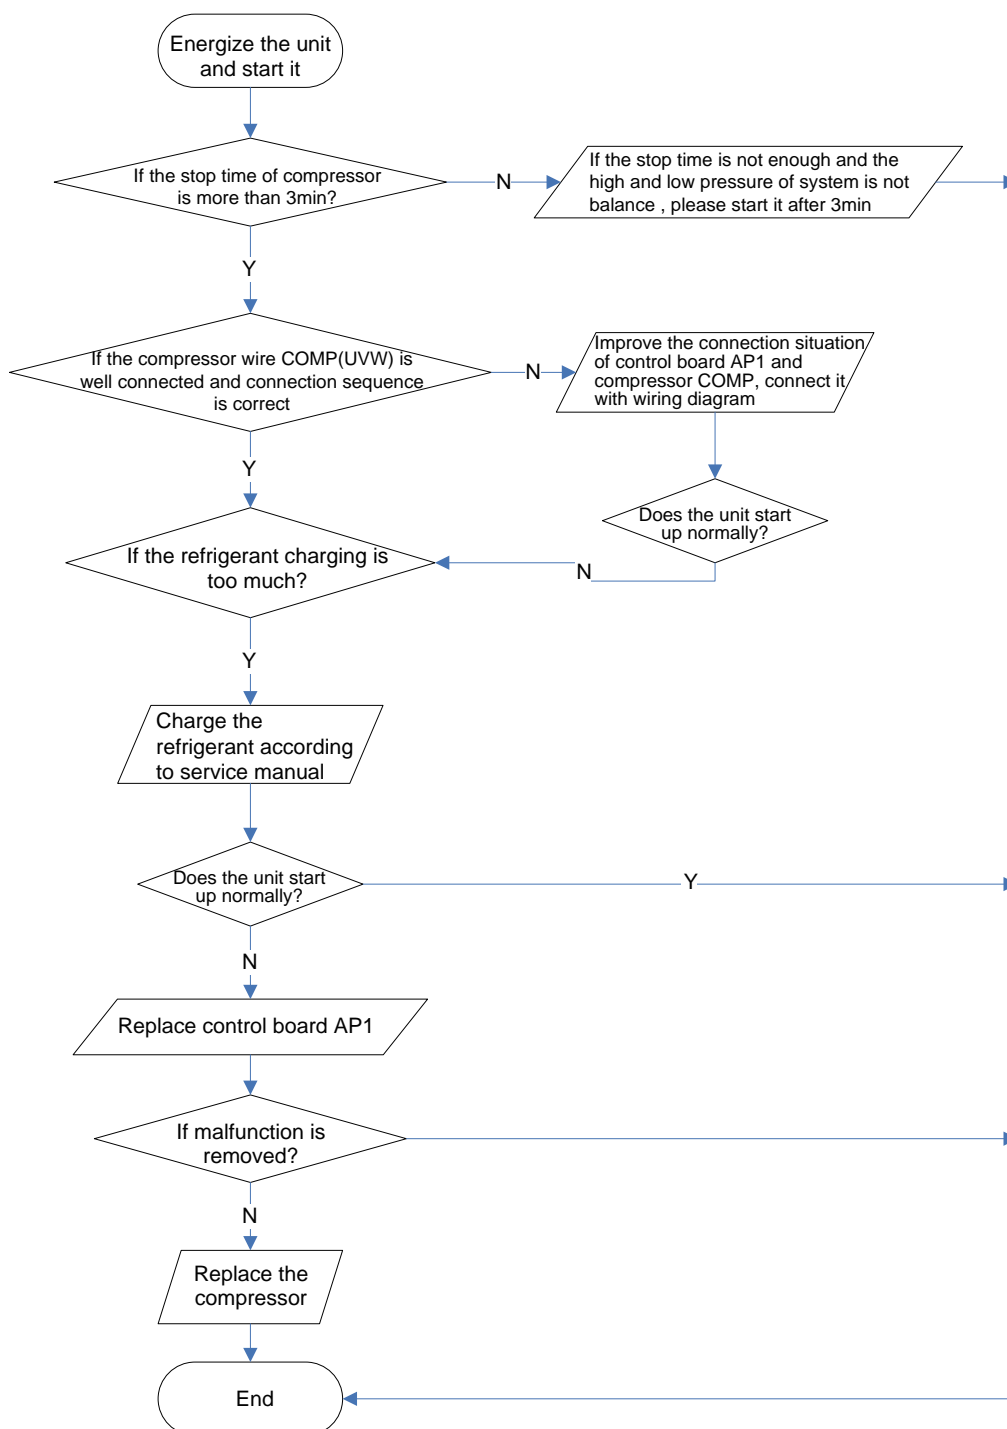 Energize the unit
and start it
If the stop time of compressor
is more than 3min?
N
If the stop time is not enough and the
high and low pressure of system is not
balance , please start it after 3min
Y
If the compressor wire COMP(UVW) is
well connected and connection sequence
is correct
N
Improve the connection situation
of control board AP1 and
compressor COMP, connect it
with wiring diagram
Y
Does the unit start
up normally?
If the refrigerant charging is
too much?
N
Y
Charge the
refrigerant according
to service manual
Does the unit start
up normally?
Y
N
Replace control board AP1
If malfunction is
removed?
N
Replace the
compressor
End